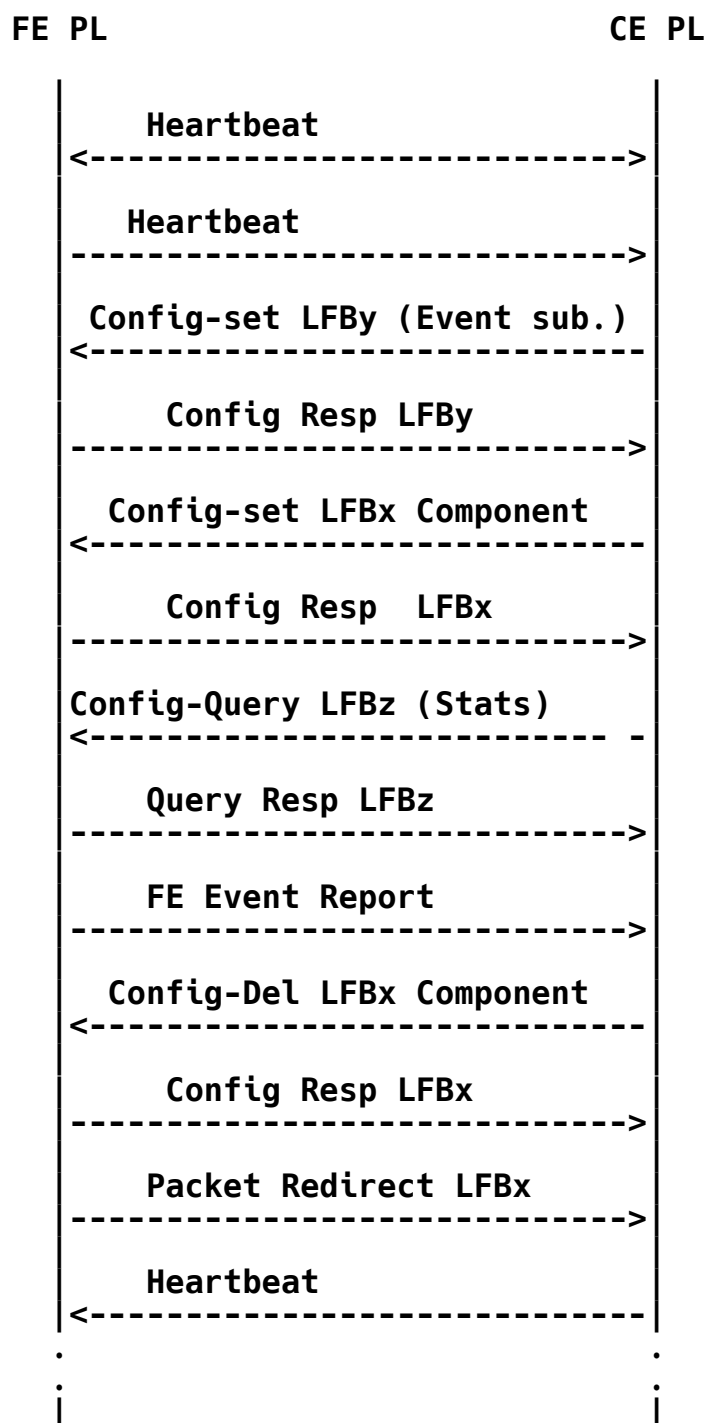 FE PL                          CE PL
Heartbeat
<---------------------------->
Heartbeat
----------------------------->
Config-set LFBy (Event sub.)
<-----------------------------
Config Resp LFBy
----------------------------->
Config-set LFBx Component
<-----------------------------
Config Resp  LFBx
----------------------------->
Config-Query LFBz (Stats)
<--------------------------- -
Query Resp LFBz
----------------------------->
FE Event Report
----------------------------->
Config-Del LFBx Component
<-----------------------------
Config Resp LFBx
----------------------------->
Packet Redirect LFBx
----------------------------->
Heartbeat
<-----------------------------
.                              .
.                              .